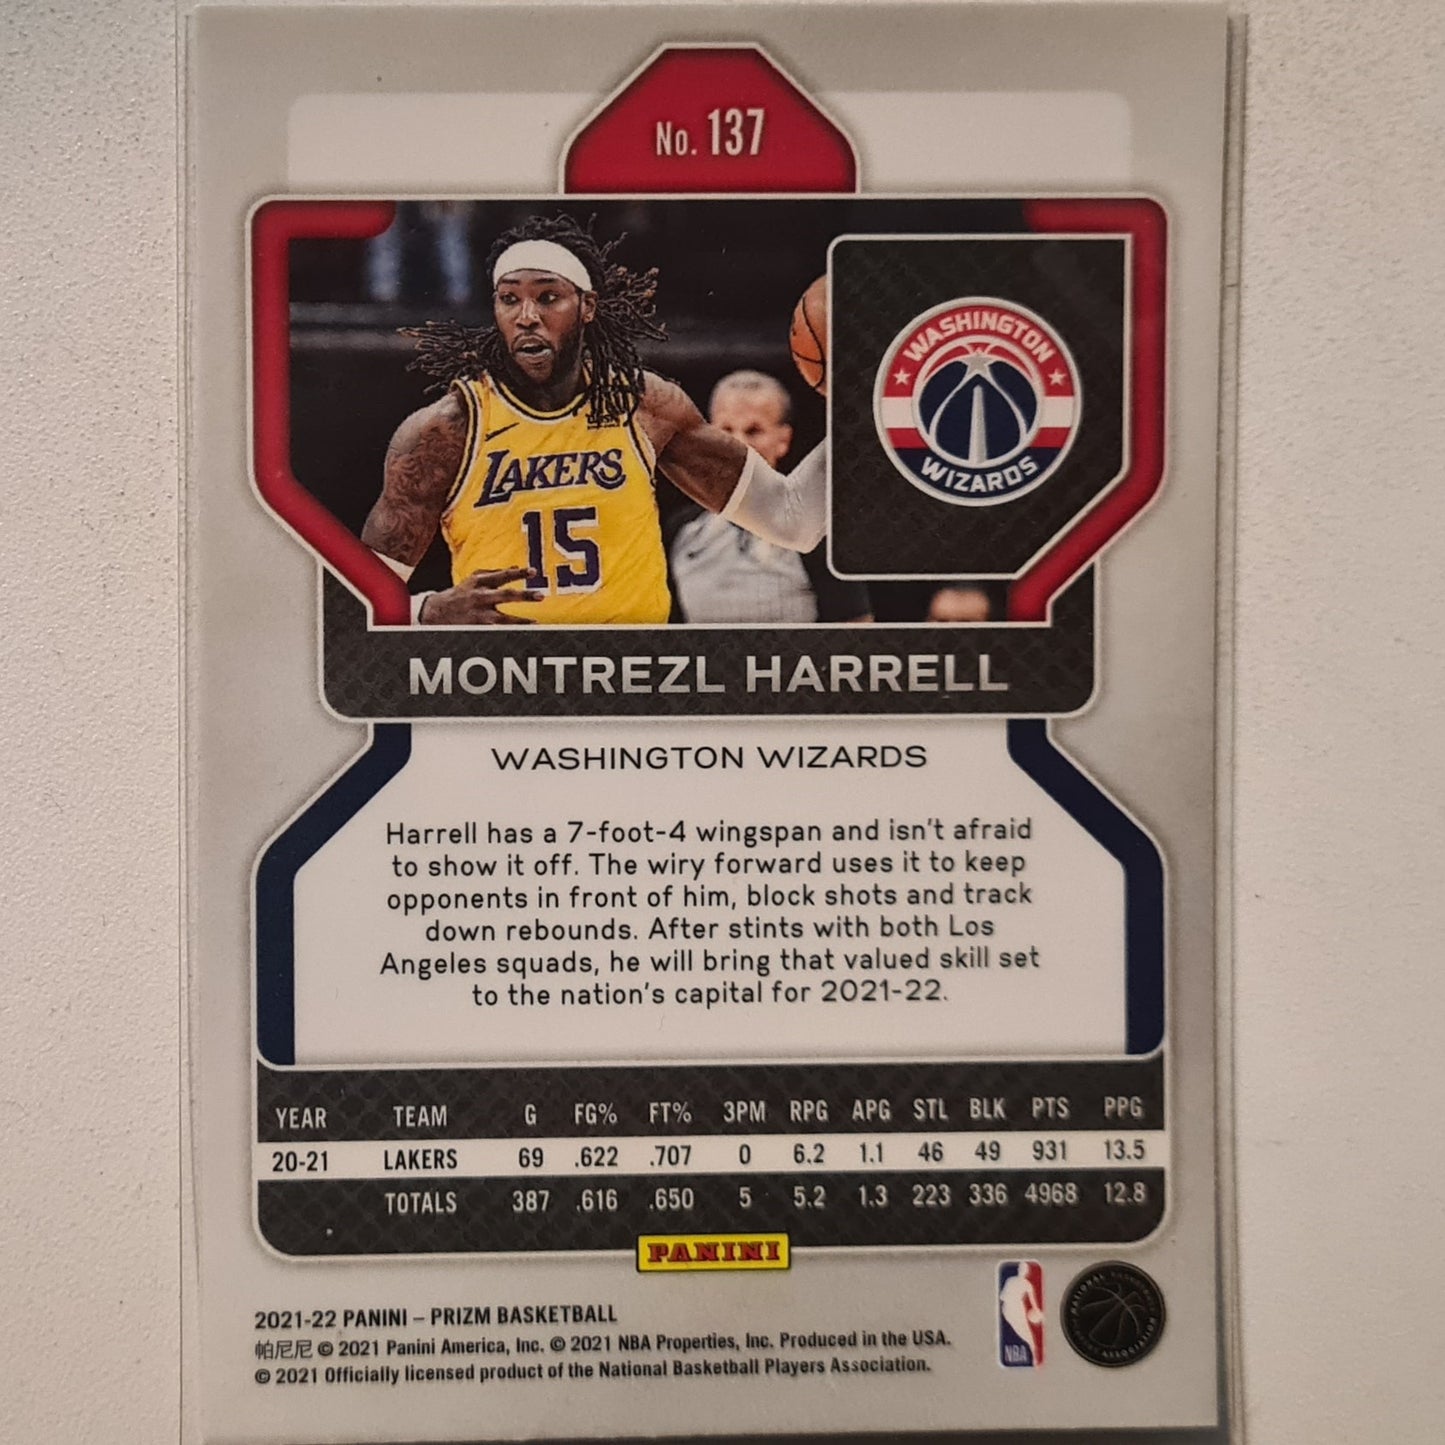 No. 137
WASHINGTON
WIZARDS
LAKERS
15
MONTREZL HARRELL
WASHINGTON WIZARDS
Harrell has a 7-foot-4 wingspan and isn't afraid
to show it off. The wiry forward uses it to keep
opponents in front of him, block shots and track
down rebounds. After stints with both Los
Angeles squads, he will bring that valued skill set
to the nation's capital for 2021-22.
YEAR TEAM G FG% FT% 3PM RPG APG STL BLK PTS PPG
20-21 LAKERS 69 .622 .707 0 6.2 1.1 46 49 931 13.5
TOTALS 387 .616 .650 5 5.2 1.3 223 336 4968 12.8
PANINI
2021-22 PANINI – PRIZM BASKETBALL
帕尼尼 © 2021 Panini America, Inc. © 2021 NBA Properties, Inc. Produced in the USA.
© 2021 Officially licensed product of the National Basketball Players Association.
NBA
NATIONAL BASKETBALL PLAYERS ASSOCIATION